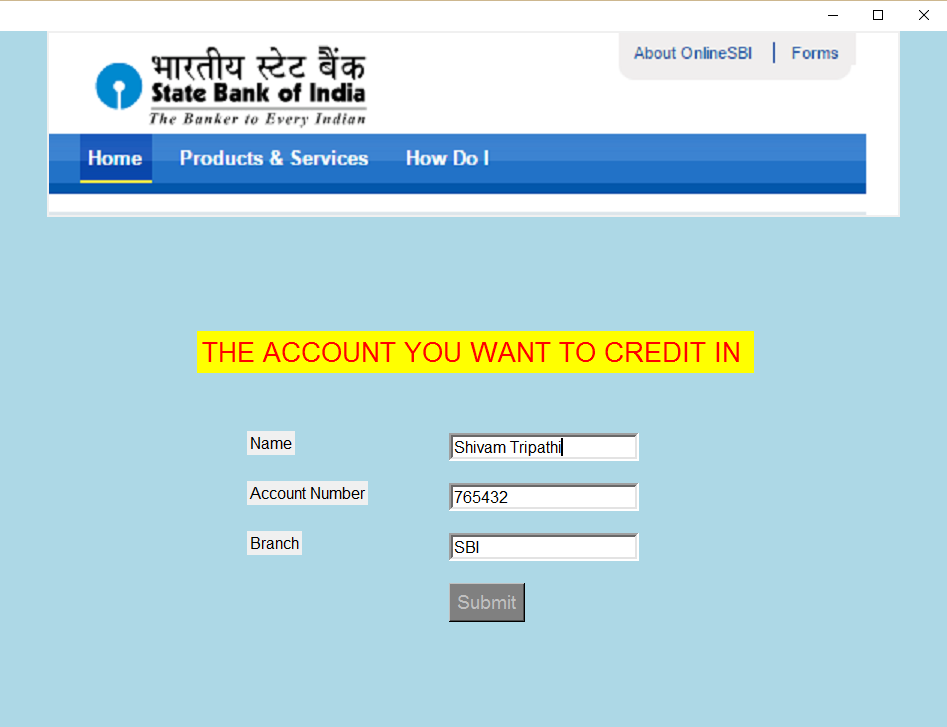 भारतीय स्टेट बैंक
State Bank of India
The Banker to Every Indian
About OnlineSBI | Forms
Home Products & Services How Do I
THE ACCOUNT YOU WANT TO CREDIT IN
Name Shivam Tripathi
Account Number 765432
Branch SBI
Submit